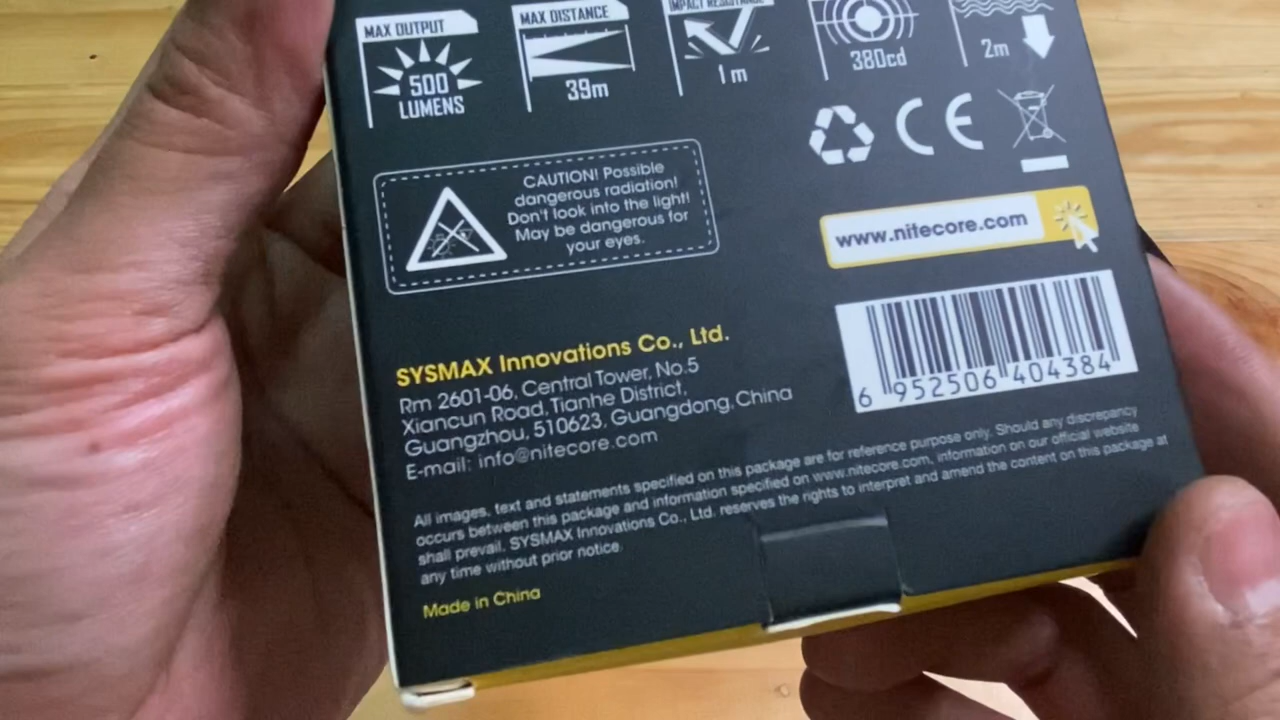 MAX OUTPUT
500
LUMENS
MAX DISTANCE
39m
IMPACT RESISTANCE
1m
380cd
2m
CE
CAUTION! Possible
dangerous radiation!
Don't look into the light!
May be dangerous for
your eyes.
www.nitecore.com
SYSMAX Innovations Co., Ltd.
Rm 2601-06, Central Tower, No.5
Xiancun Road, Tianhe District,
Guangzhou, 510623, Guangdong, China
E-mail: info@nitecore.com
6 952506 404384
All images, text and statements specified on this package are for reference purpose only. Should any discrepancy
occurs between this package and information specified on www.nitecore.com, information on our official website
shall prevail. SYSMAX Innovations Co., Ltd. reserves the rights to interpret and amend the content on this package at
any time without prior notice.
Made in China